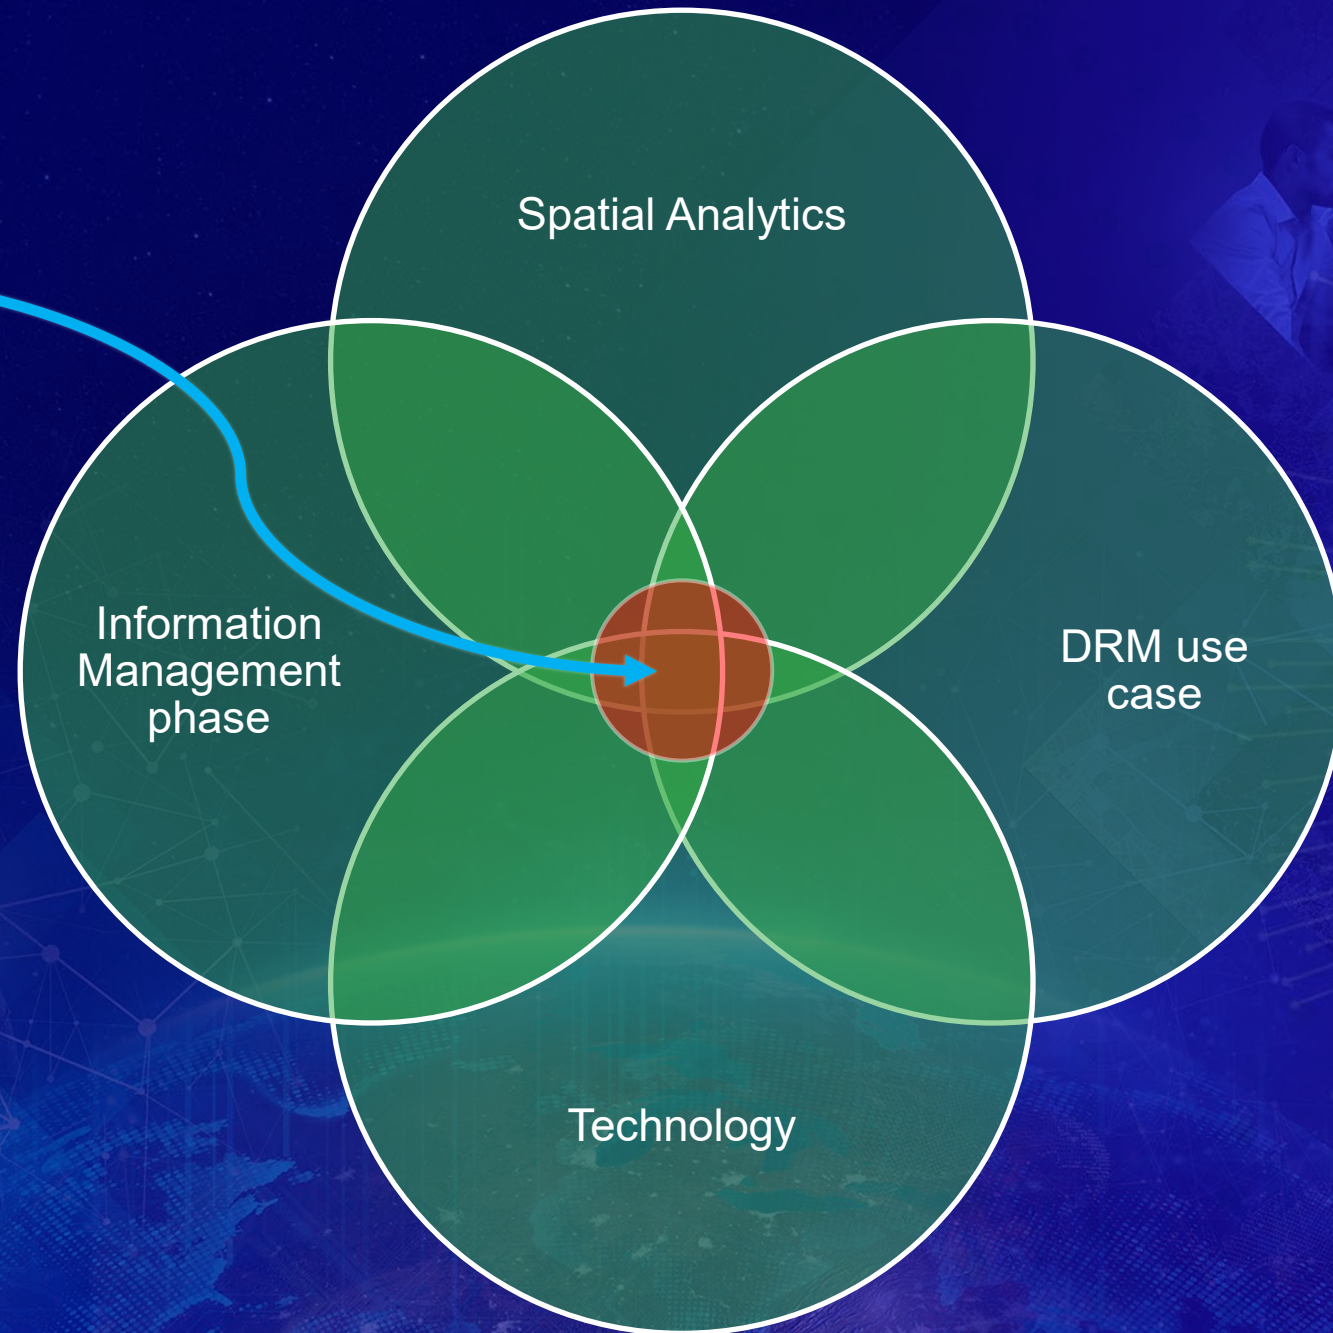 Spatial Analytics
Information
Management
phase
DRM use
case
Technology